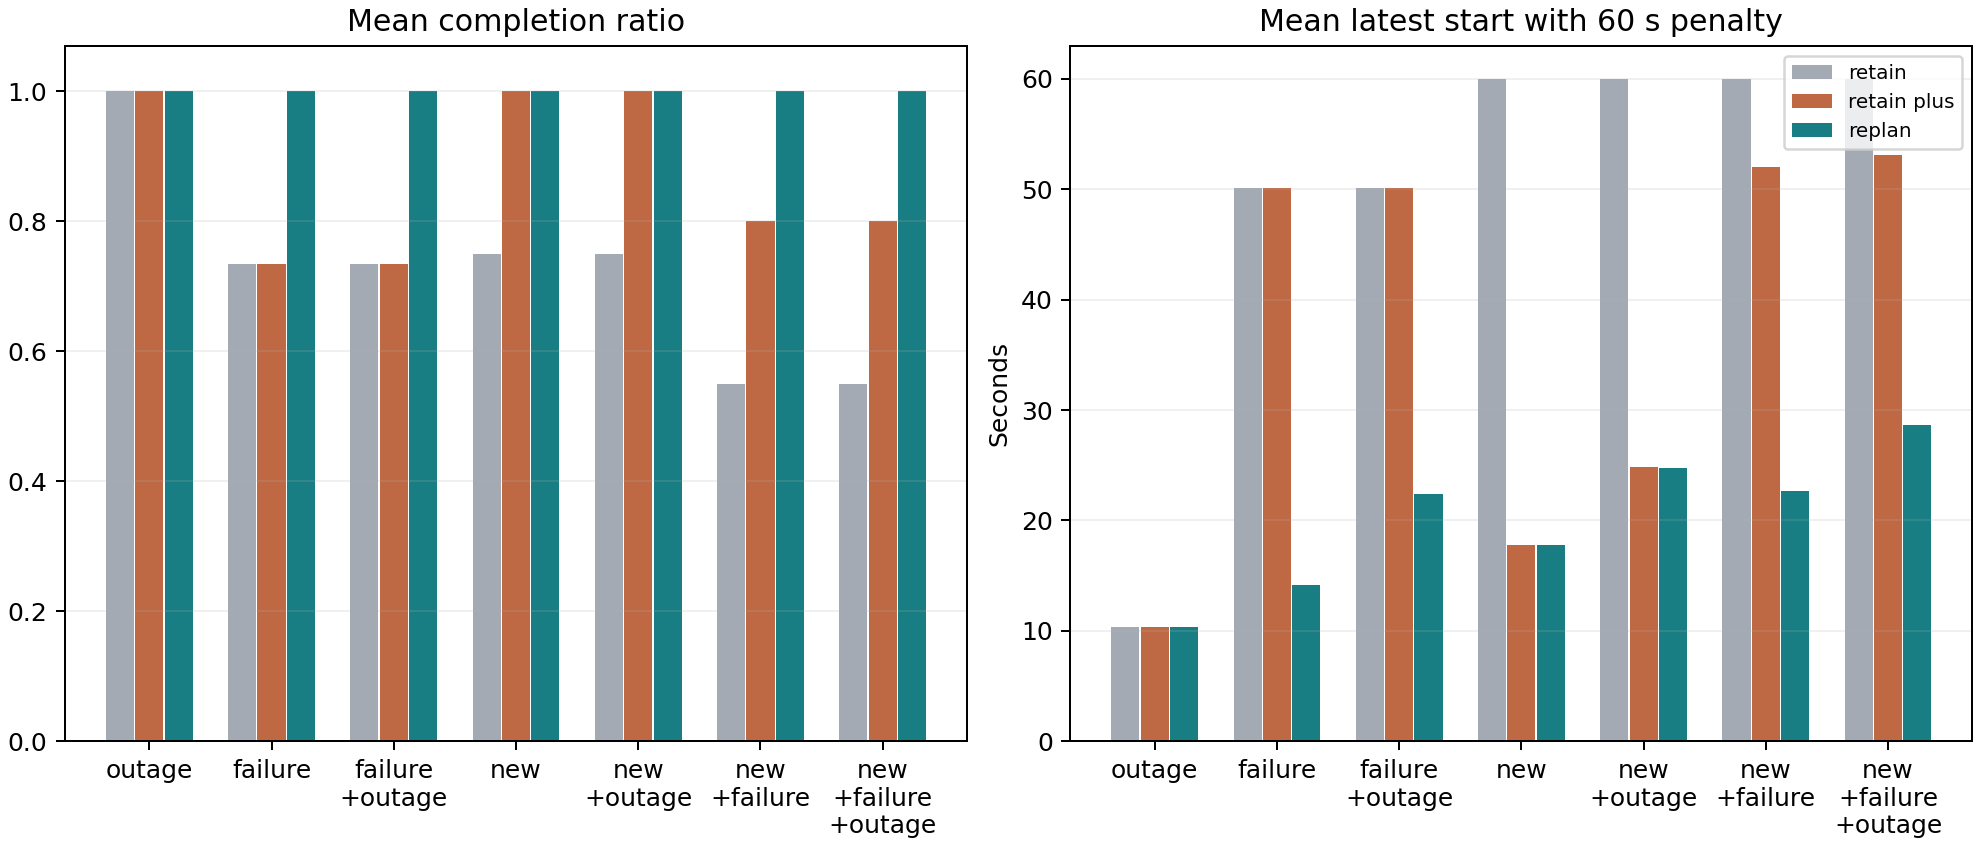 Mean completion ratio
1.0
0.8
0.6
0.4
0.2
0.0
outage
failure
failure
+outage
new
new
+outage
new
+failure
new
+failure
+outage
Mean latest start with 60 s penalty
Seconds
60
50
40
30
20
10
0
retain
retain plus
replan
outage
failure
failure
+outage
new
new
+outage
new
+failure
new
+failure
+outage